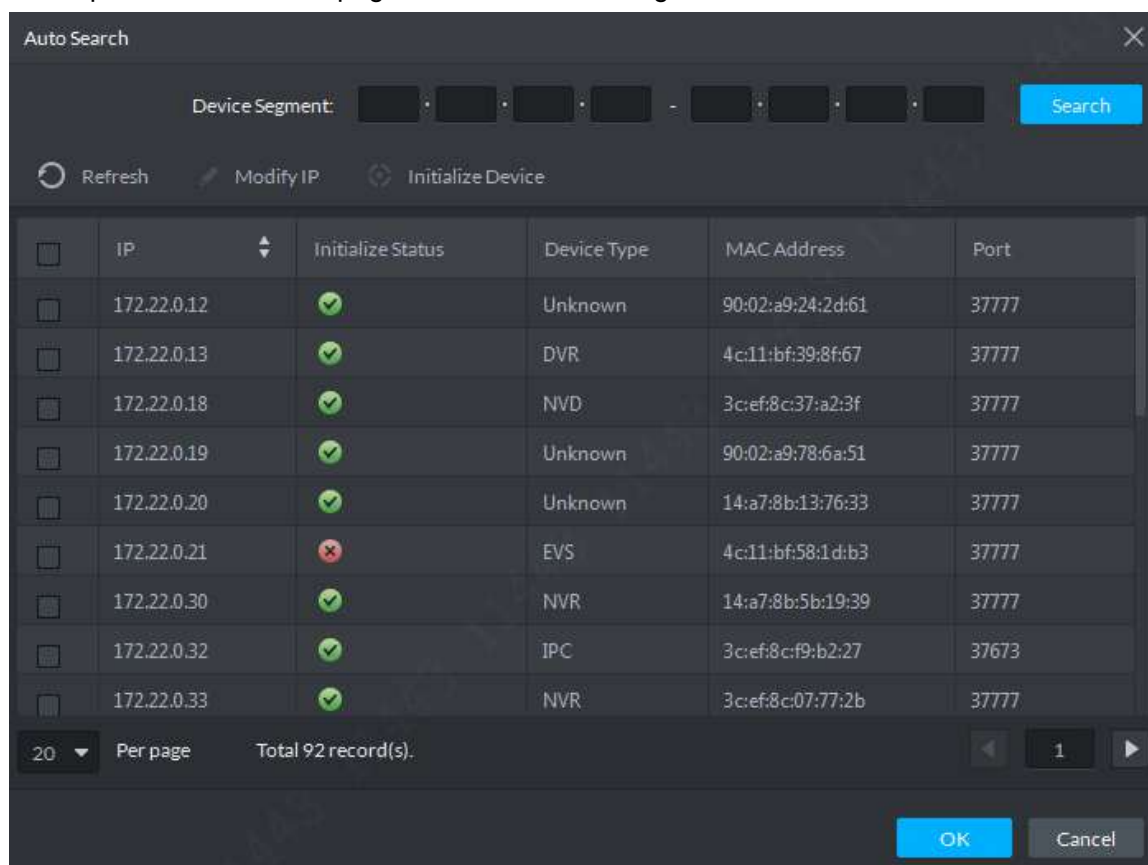 Auto Search
Device Segment: . . . - . . . Search
Refresh Modify IP Initialize Device
IP Initialize Status Device Type MAC Address Port
172.22.0.12 Unknown 90:02:a9:24:2d:61 37777
172.22.0.13 DVR 4c:11:bf:39:8f:67 37777
172.22.0.18 NVD 3c:ef:8c:37:a2:3f 37777
172.22.0.19 Unknown 90:02:a9:78:6a:51 37777
172.22.0.20 Unknown 14:a7:8b:13:76:33 37777
172.22.0.21 EVS 4c:11:bf:58:1d:b3 37777
172.22.0.30 NVR 14:a7:8b:5b:19:39 37777
172.22.0.32 IPC 3c:ef:8c:f9:b2:27 37673
172.22.0.33 NVR 3c:ef:8c:07:77:2b 37777
20 Per page Total 92 record(s). 1
OK Cancel